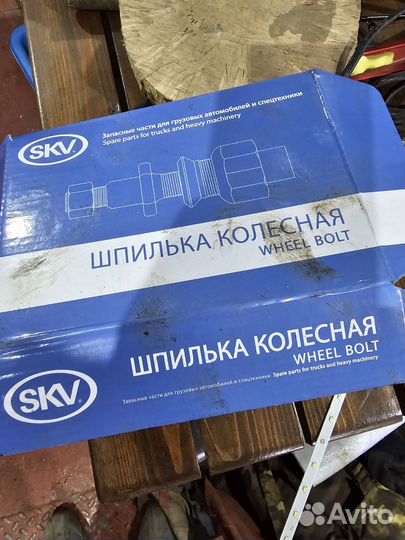 SKV
Запасные части для грузовых автомобилей и спецтехники
Spare parts for trucks and heavy machinery
ШПИЛЬКА КОЛЕСНАЯ
WHEEL BOLT
ШПИЛЬКА КОЛЕСНАЯ
WHEEL BOLT
SKV®
Запасные части для грузовых автомобилей и спецтехники Spare parts for trucks and heavy machinery
Avito